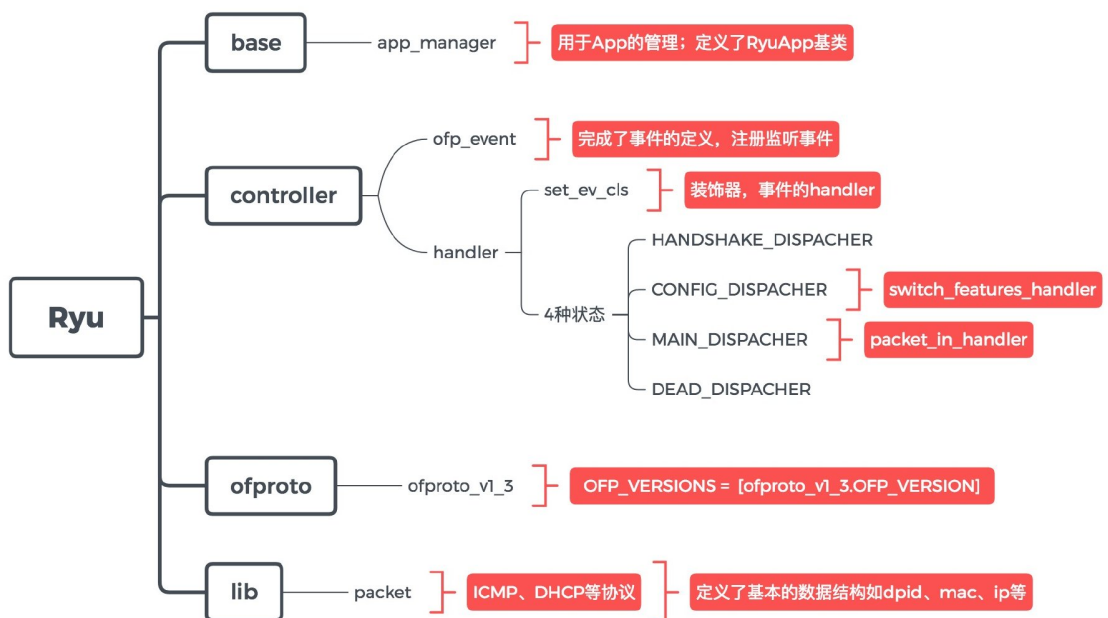 Ryu
base
app_manager
用于App的管理；定义了RyuApp基类
controller
ofp_event
完成了事件的定义，注册监听事件
handler
set_ev_cls
装饰器，事件的handler
4种状态
HANDSHAKE_DISPACHER
CONFIG_DISPACHER
switch_features_handler
MAIN_DISPACHER
packet_in_handler
DEAD_DISPACHER
ofproto
ofproto_v1_3
OFP_VERSIONS = [ofproto_v1_3.OFP_VERSION]
lib
packet
ICMP、DHCP等协议
定义了基本的数据结构如dpid、mac、ip等